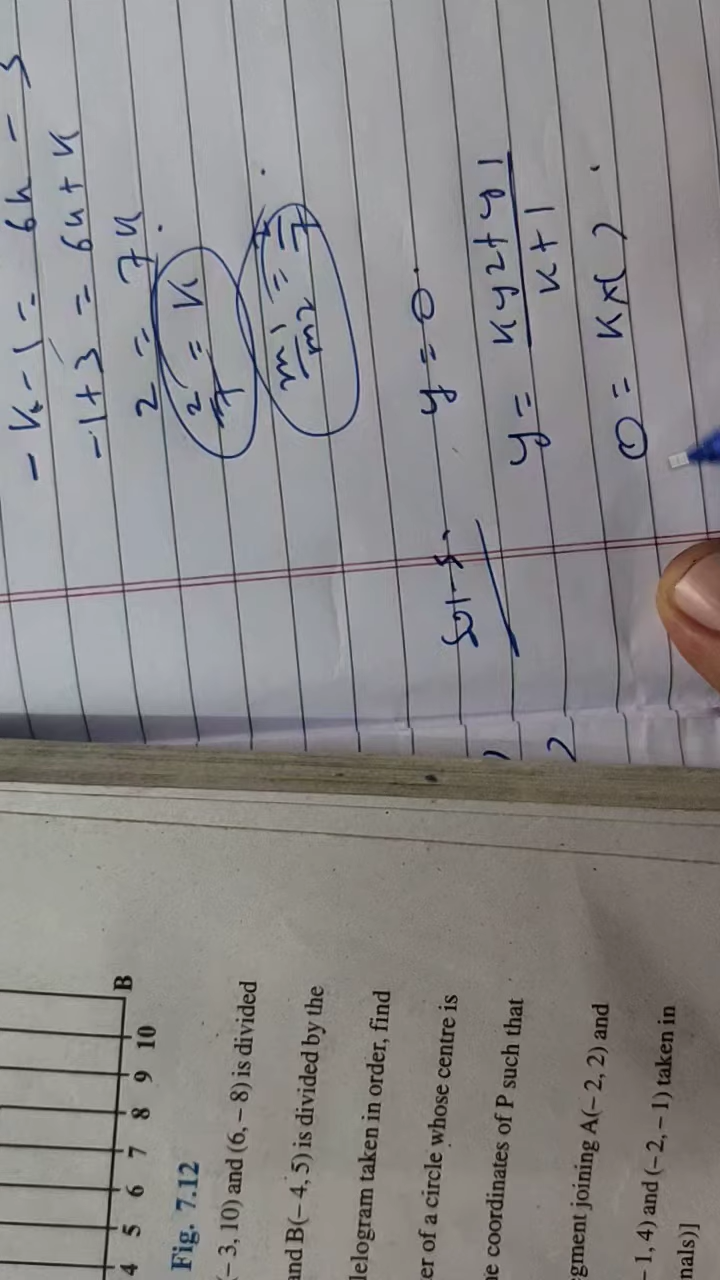 - k - 1 = 6k - 3
- 1 + 3 = 6k + k
2 = 7k.
2/7 = k
m1/m2 = 2/7
Sol-5. y = 0.
y = ky2 + y1 / k + 1
0 = k x (
1
2
B
4 5 6 7 8 9 10
Fig. 7.12
(– 3, 10) and (6, – 8) is divided
and B(– 4, 5) is divided by the
lelogram taken in order, find
er of a circle whose centre is
e coordinates of P such that
gment joining A(– 2, 2) and
– 1, 4) and (– 2, – 1) taken in
nals)]